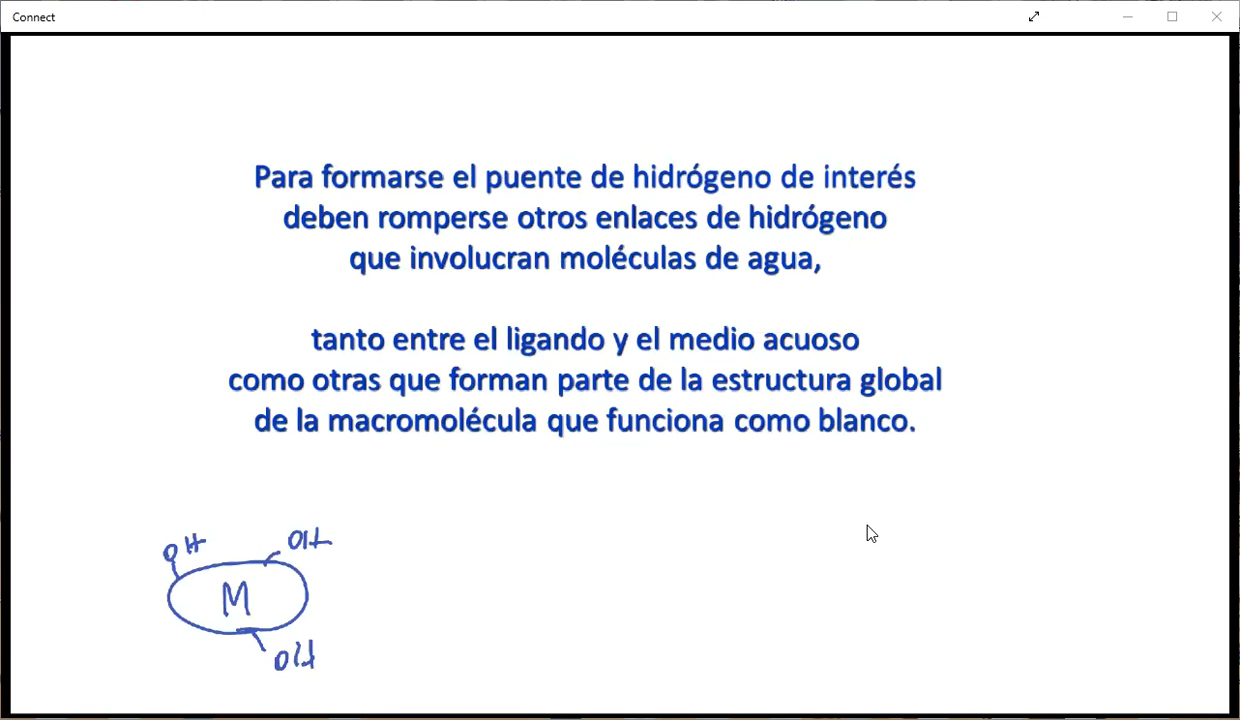 Connect
Para formarse el puente de hidrógeno de interés
deben romperse otros enlaces de hidrógeno
que involucran moléculas de agua,
tanto entre el ligando y el medio acuoso
como otras que forman parte de la estructura global
de la macromolécula que funciona como blanco.
OH OH
M
OH